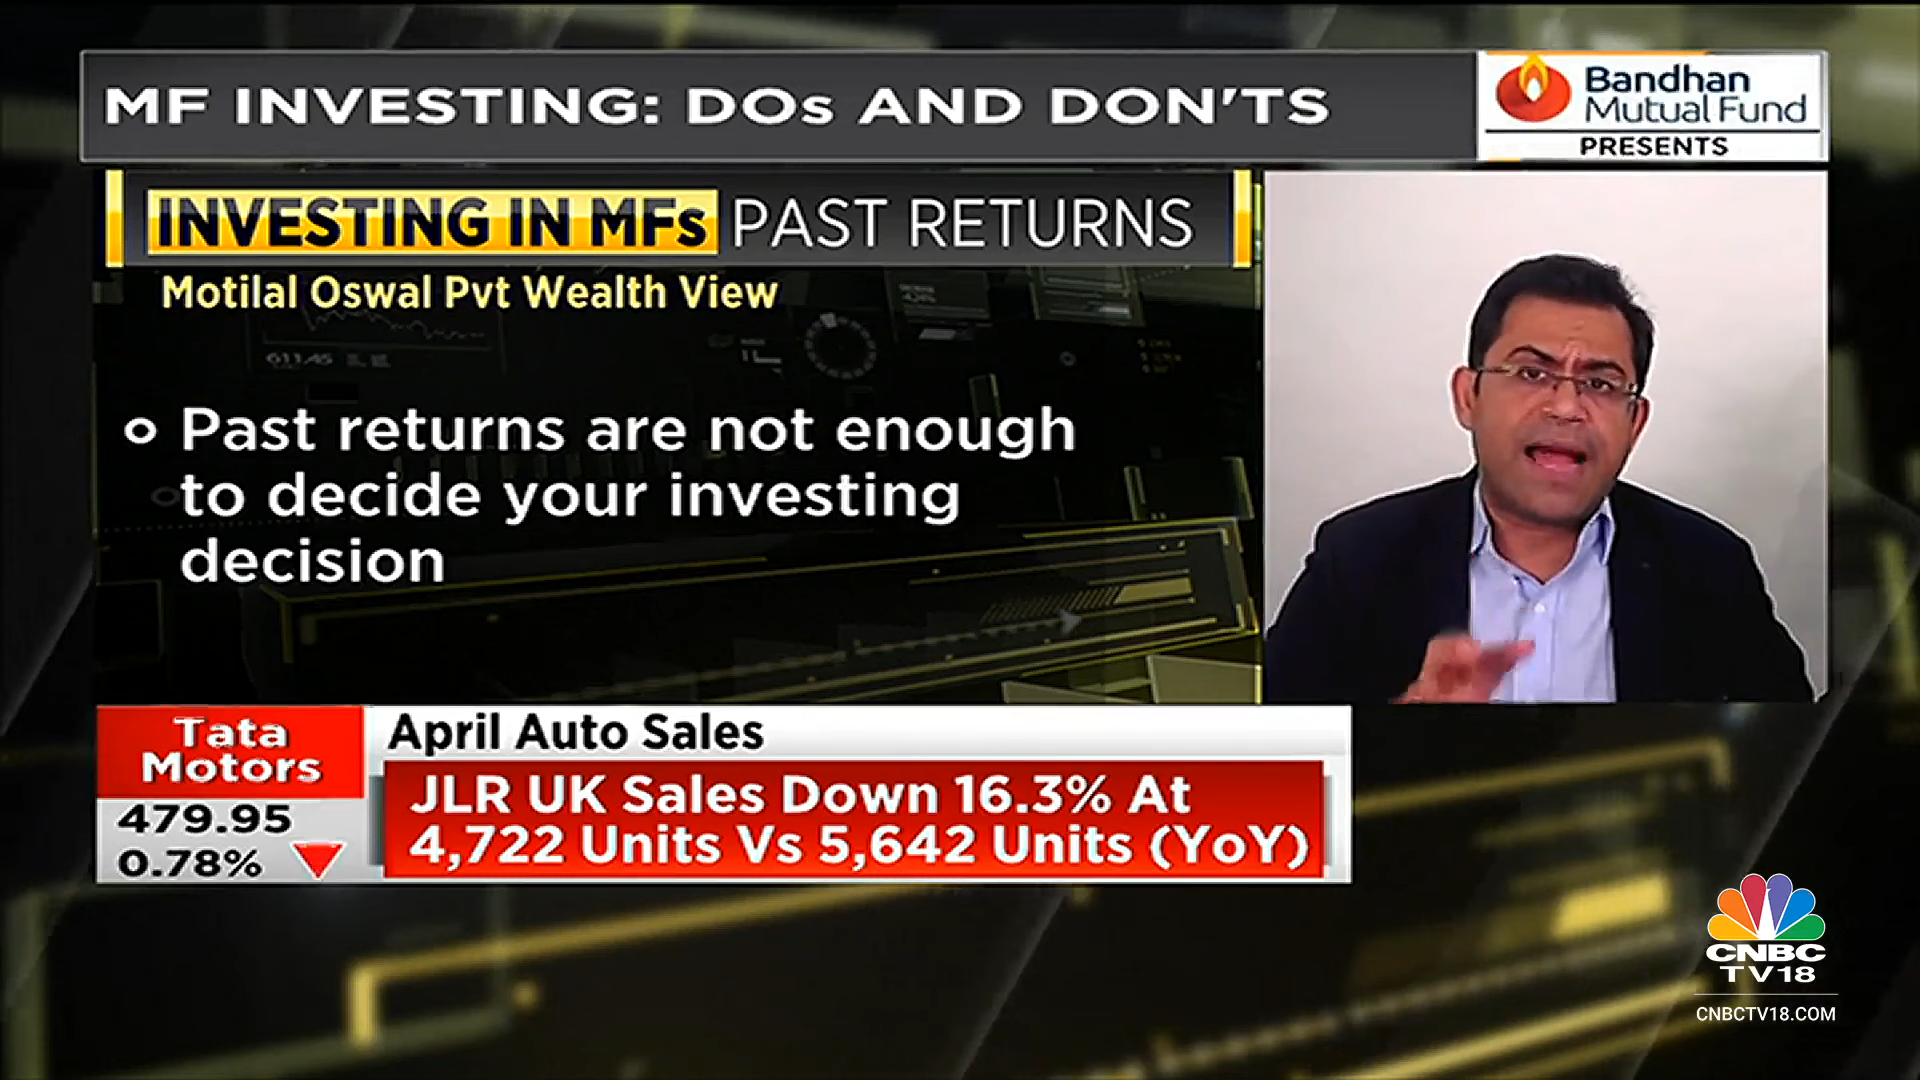 MF INVESTING: DOs AND DON'TS
Bandhan
Mutual Fund
PRESENTS
INVESTING IN MFs PAST RETURNS
Motilal Oswal Pvt Wealth View
611.45
Past returns are not enough
to decide your investing
decision
Tata
Motors
479.95
0.78%
April Auto Sales
JLR UK Sales Down 16.3% At
4,722 Units Vs 5,642 Units (YoY)
CNBC
TV18
CNBCTV18.COM